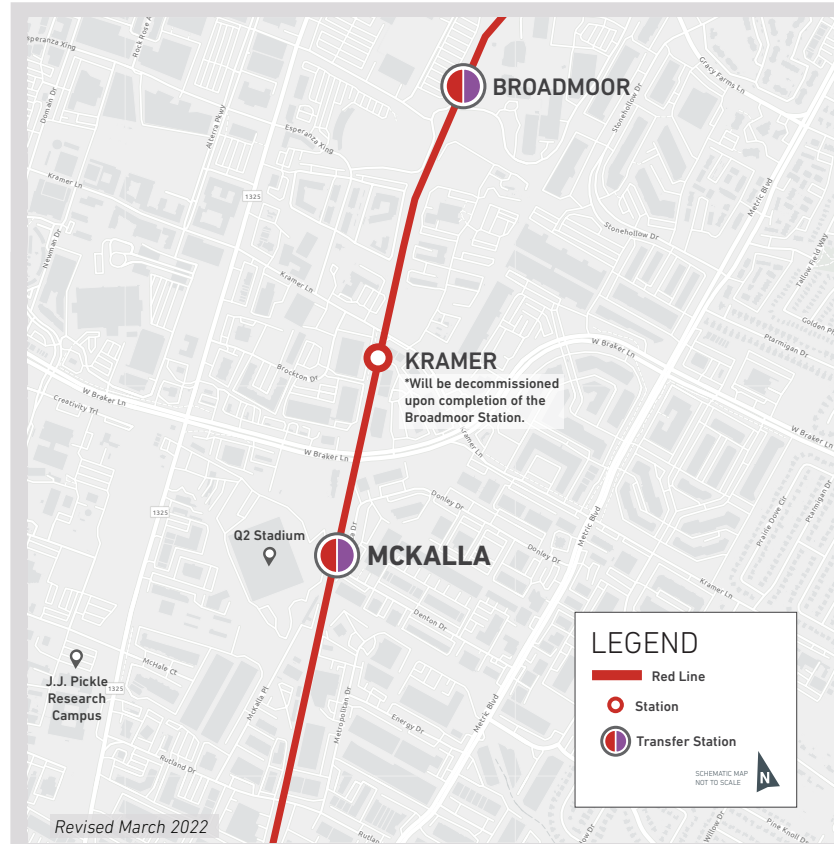 Rock Rose A
Esperanza Xing
Domain Dr
Alterra Pkwy
BROADMOOR
Gracy Farms Ln
Stonehollow Dr
Esperanza Xing
Metric Blvd
Kramer Ln
1325
Newman Dr
Stonehollow Dr
Tallow Field Way
Kramer Ln
Golden
W Braker Ln
Ptarmigan Dr
KRAMER
*Will be decommissioned
upon completion of the
Broadmoor Station.
Brockton Dr
W Braker Ln
Creativity Trl
Kramer Ln
W Braker Ln
W Braker Ln
Donley Dr
Metric Blvd
Prairie Dove Cir
Ptarmigan Dr
1325
Q2 Stadium
MCKALLA
Donley Dr
Kramer Ln
Denton Dr
LEGEND
Red Line
Station
Transfer Station
SCHEMATIC MAP
NOT TO SCALE
N
J.J. Pickle
Research
Campus
1325
McHale Ct
McKalla Pl
Metropolitan Dr
Energy Dr
Metric Blvd
Rutland Dr
Revised March 2022
Rutlan
Willow Dr
Pine Knoll Dr